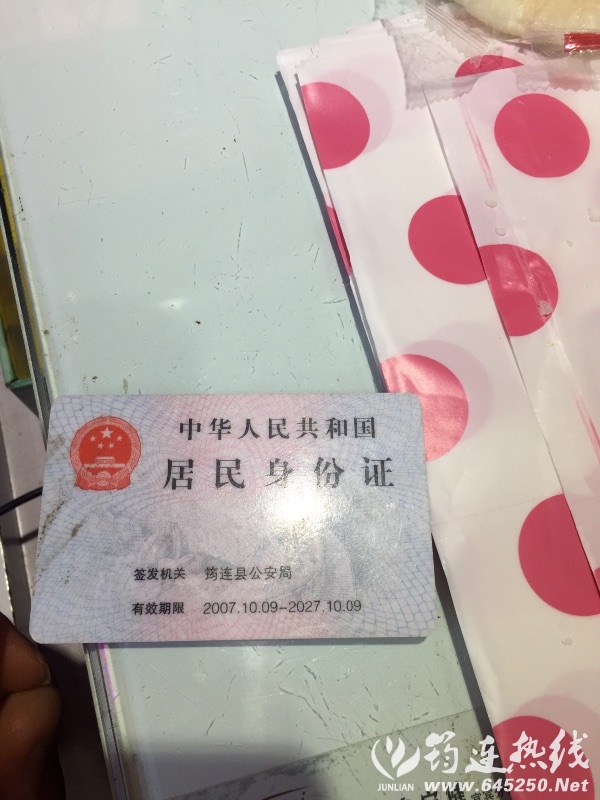 中华人民共和国
居民身份证
签发机关 筠连县公安局
有效期限 2007.10.09-2027.10.09
筠连热线
JUNLIAN www.645250.Net